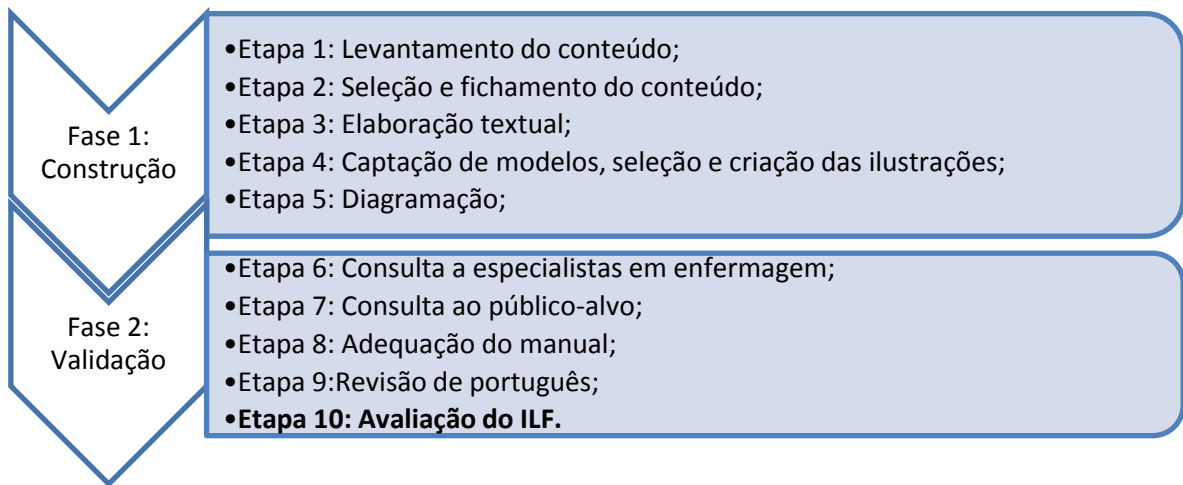 Fase 1:
Construção
•Etapa 1: Levantamento do conteúdo;
•Etapa 2: Seleção e fichamento do conteúdo;
•Etapa 3: Elaboração textual;
•Etapa 4: Captação de modelos, seleção e criação das ilustrações;
•Etapa 5: Diagramação;
Fase 2:
Validação
•Etapa 6: Consulta a especialistas em enfermagem;
•Etapa 7: Consulta ao público-alvo;
•Etapa 8: Adequação do manual;
•Etapa 9:Revisão de português;
•Etapa 10: Avaliação do ILF.